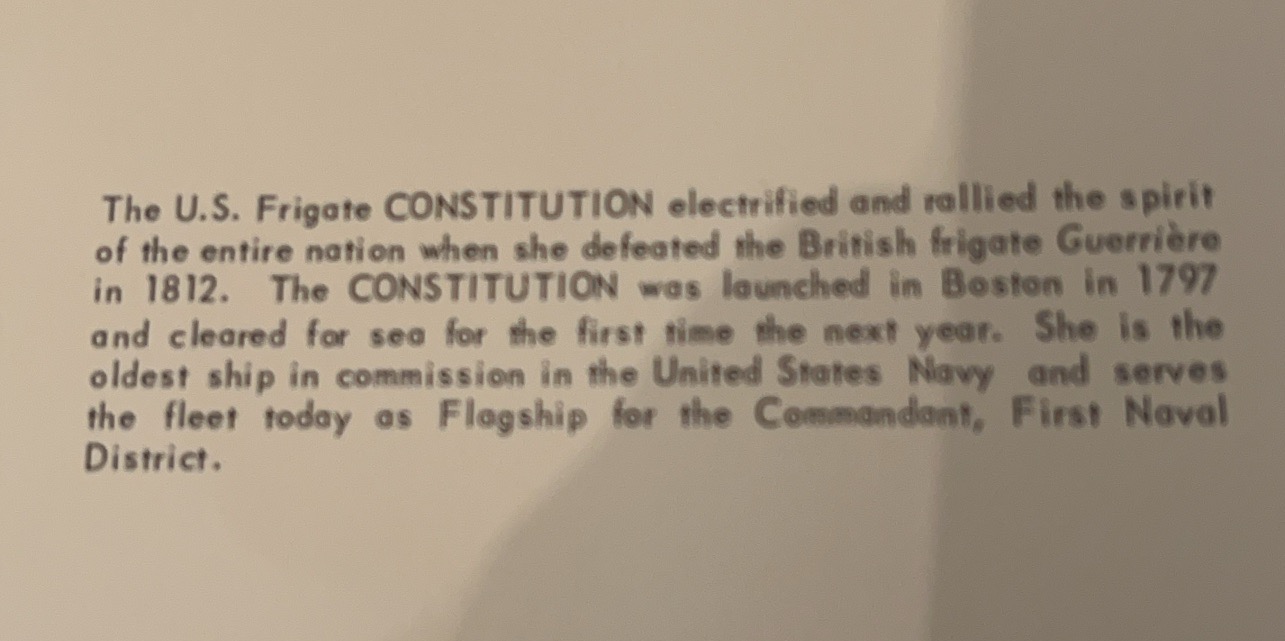 The U.S. Frigate CONSTITUTION electrified and rallied the spirit
of the entire nation when she defeated the British frigate Guerrière
in 1812. The CONSTITUTION was launched in Boston in 1797
and cleared for sea for the first time the next year. She is the
oldest ship in commission in the United States Navy and serves
the fleet today as Flagship for the Commandant, First Naval
District.